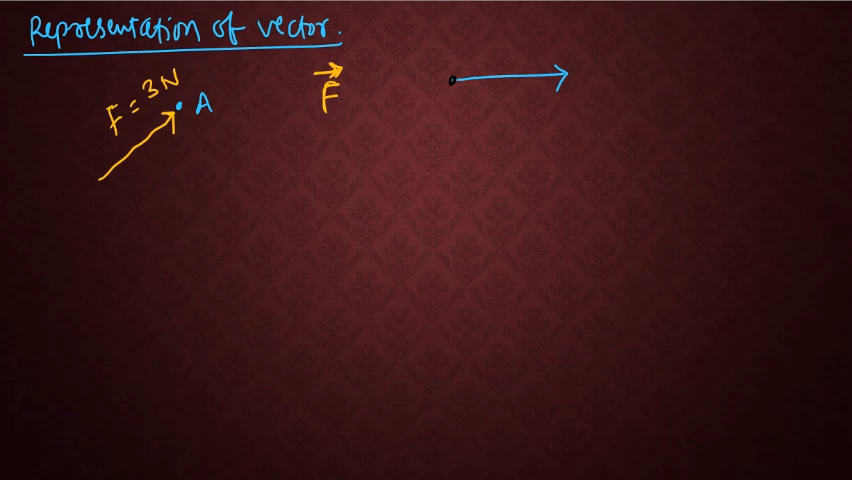 Representation of vector.
F = 3N
A
F⃗